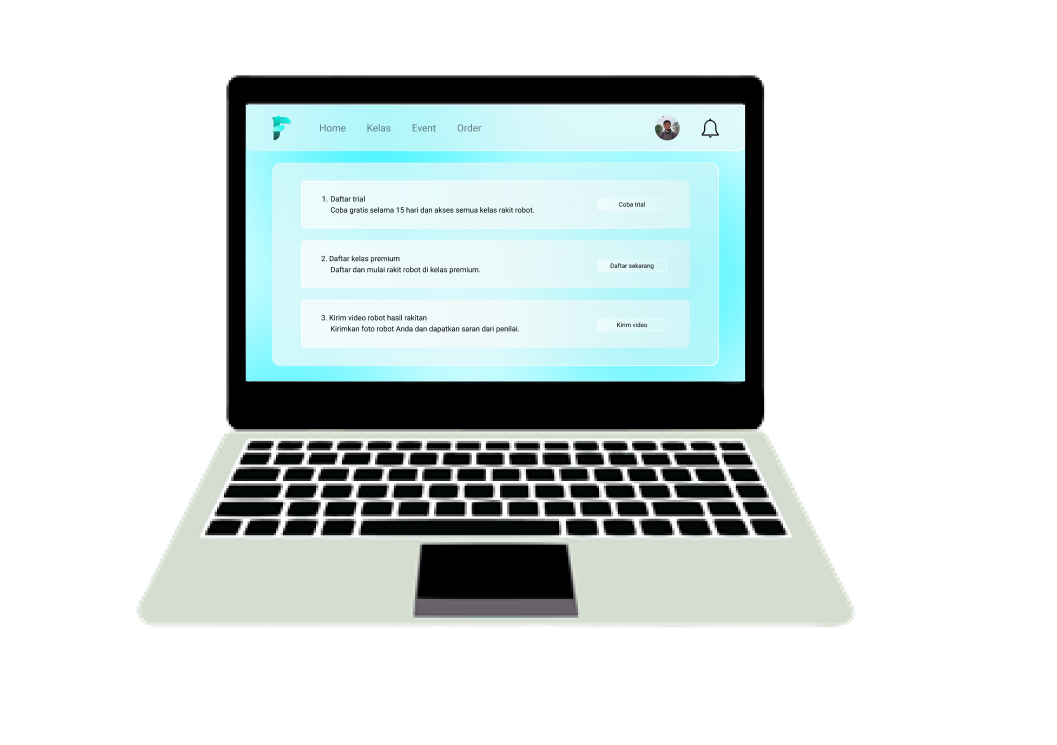 Home Kelas Event Order
1. Daftar trial
Coba gratis selama 15 hari dan akses semua kelas rakit robot.
Coba trial
2. Daftar kelas premium
Daftar dan mulai rakit robot di kelas premium.
Daftar sekarang
3. Kirim video robot hasil rakitan
Kirimkan foto robot Anda dan dapatkan saran dari penilai.
Kirim video